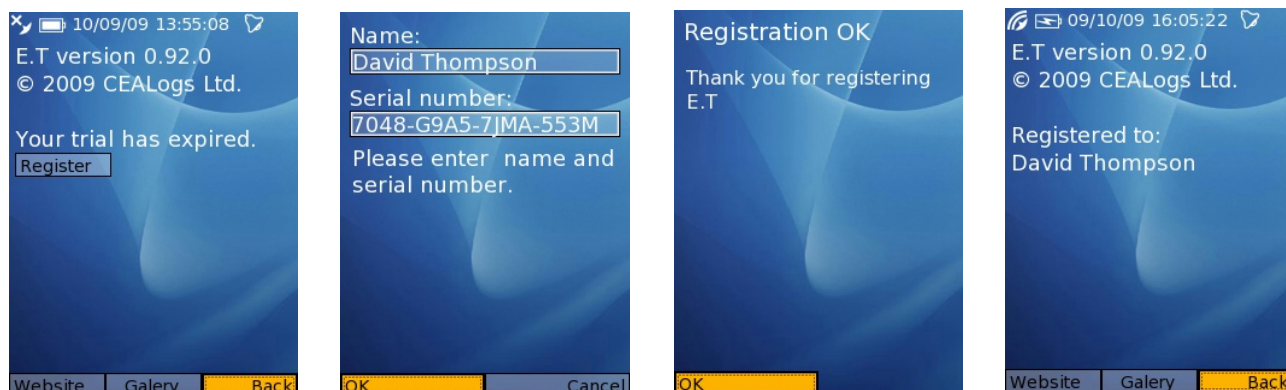 10/09/09 13:55:08
E.T version 0.92.0
© 2009 CEALogs Ltd.
Your trial has expired.
Register
Website Galery Back
Name:
David Thompson
Serial number:
7048-G9A5-7JMA-553M
Please enter name and
serial number.
OK Cancel
Registration OK
Thank you for registering
E.T
OK
09/10/09 16:05:22
E.T version 0.92.0
© 2009 CEALogs Ltd.
Registered to:
David Thompson
Website Galery Back